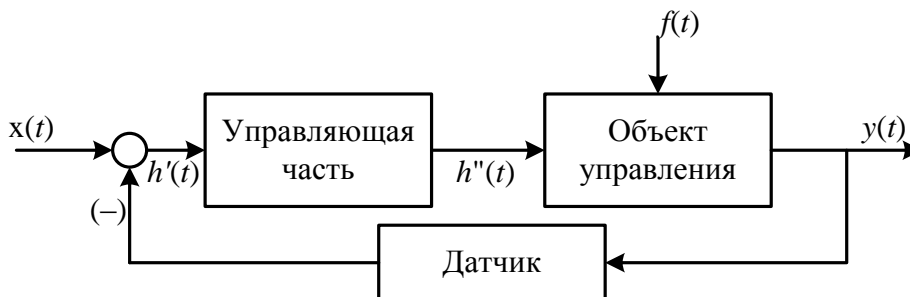 f(t)
x(t)
Управляющая
часть
Объект
управления
y(t)
h'(t)
h"(t)
(–)
Датчик